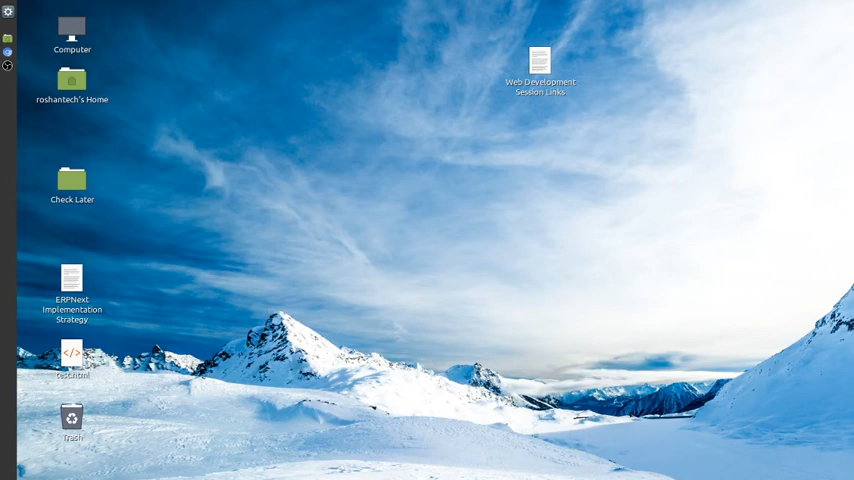 Computer
roshantech's Home
Web Development
Session Links
Check Later
ERPNext
Implementation
Strategy
test.html
Trash